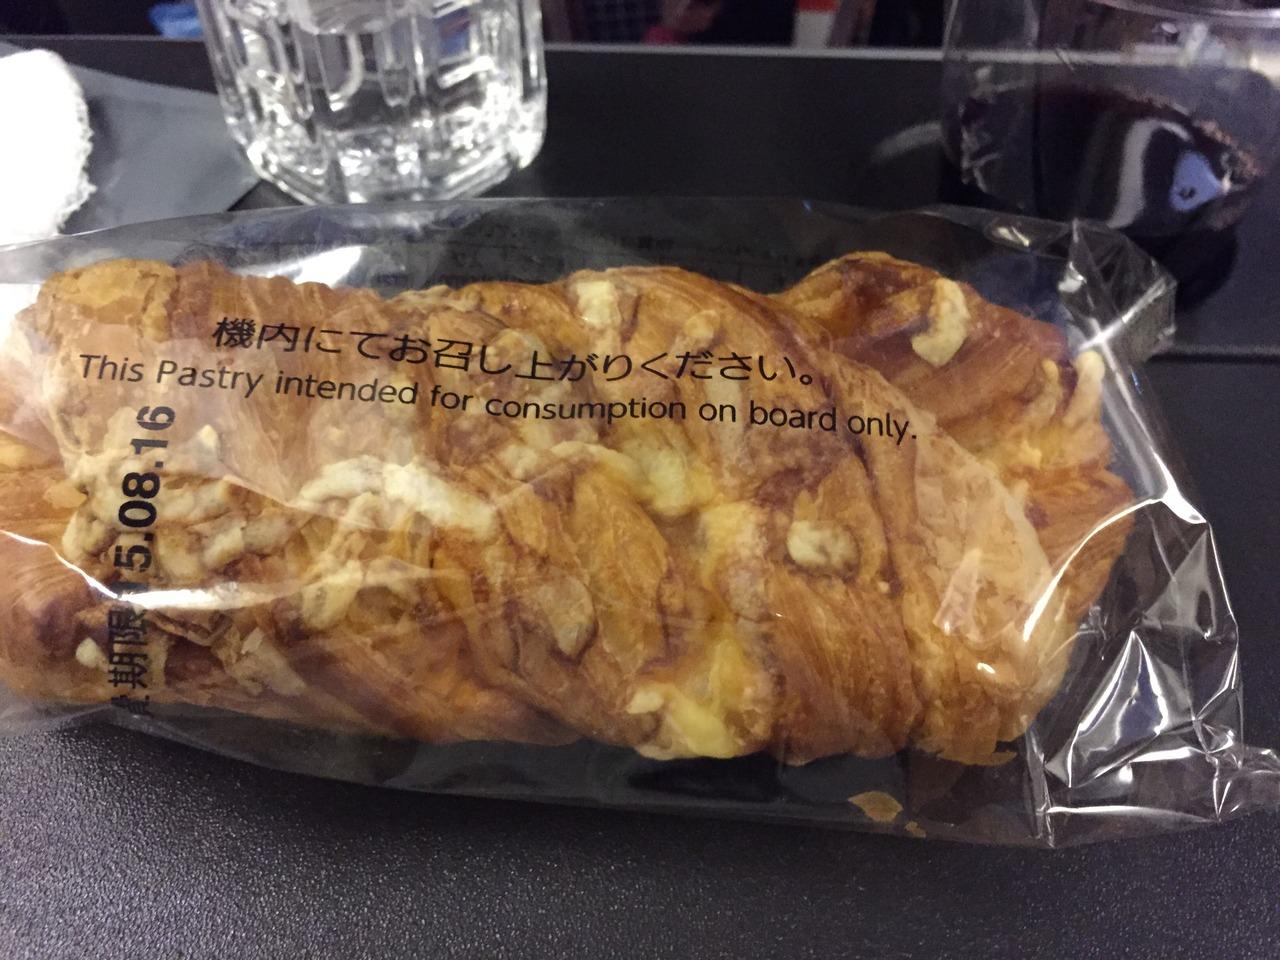 機内にてお召し上がりください。
This Pastry intended for consumption on board only.
期限 15.08.16